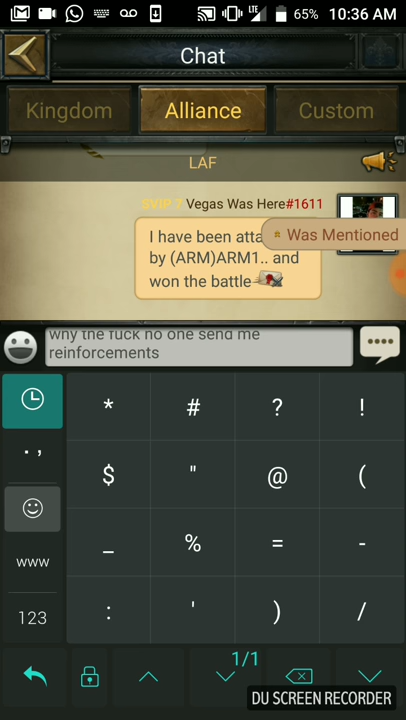 LTE
65%
10:36 AM
Chat
Kingdom
Alliance
Custom
LAF
SVIP 7 Vegas Was Here#1611
I have been atta
Was Mentioned
by (ARM)ARM1.. and
won the battle
why the fuck no one send me
reinforcements
* # ? !
. ,
$ " @ (
_ % = -
www
: ' ) /
123
1/1
DU SCREEN RECORDER